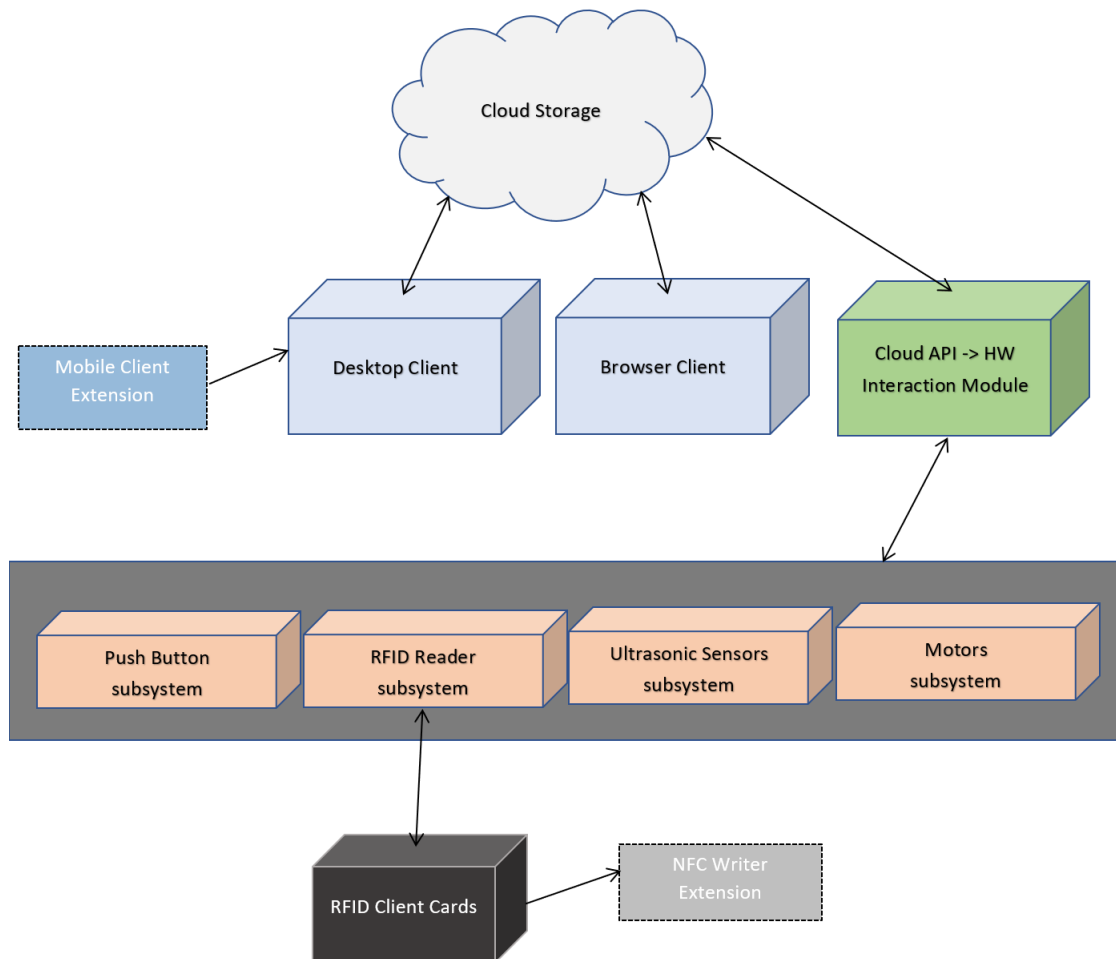 Cloud Storage
Mobile Client
Extension
Desktop Client
Browser Client
Cloud API -> HW
Interaction Module
Push Button
subsystem
RFID Reader
subsystem
Ultrasonic Sensors
subsystem
Motors
subsystem
RFID Client Cards
NFC Writer
Extension